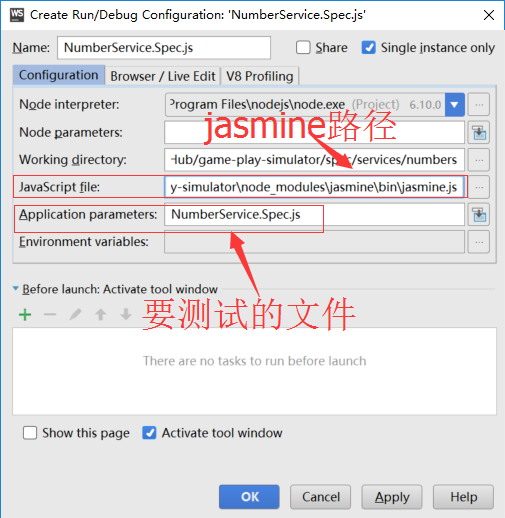 WS Create Run/Debug Configuration: 'NumberService.Spec.js'
Name: NumberService.Spec.js Share Single instance only
Configuration Browser / Live Edit V8 Profiling
Node interpreter: Program Files\nodejs\node.exe (Project) 6.10.0
jasmine路径
Node parameters:
Working directory: Hub/game-play-simulator/spec/services/numbers
JavaScript file: y-simulator\node_modules\jasmine\bin\jasmine.js
Application parameters: NumberService.Spec.js
Environment variables:
Before launch: Activate tool window
要测试的文件
There are no tasks to run before launch
Show this page Activate tool window
OK Cancel Apply Help